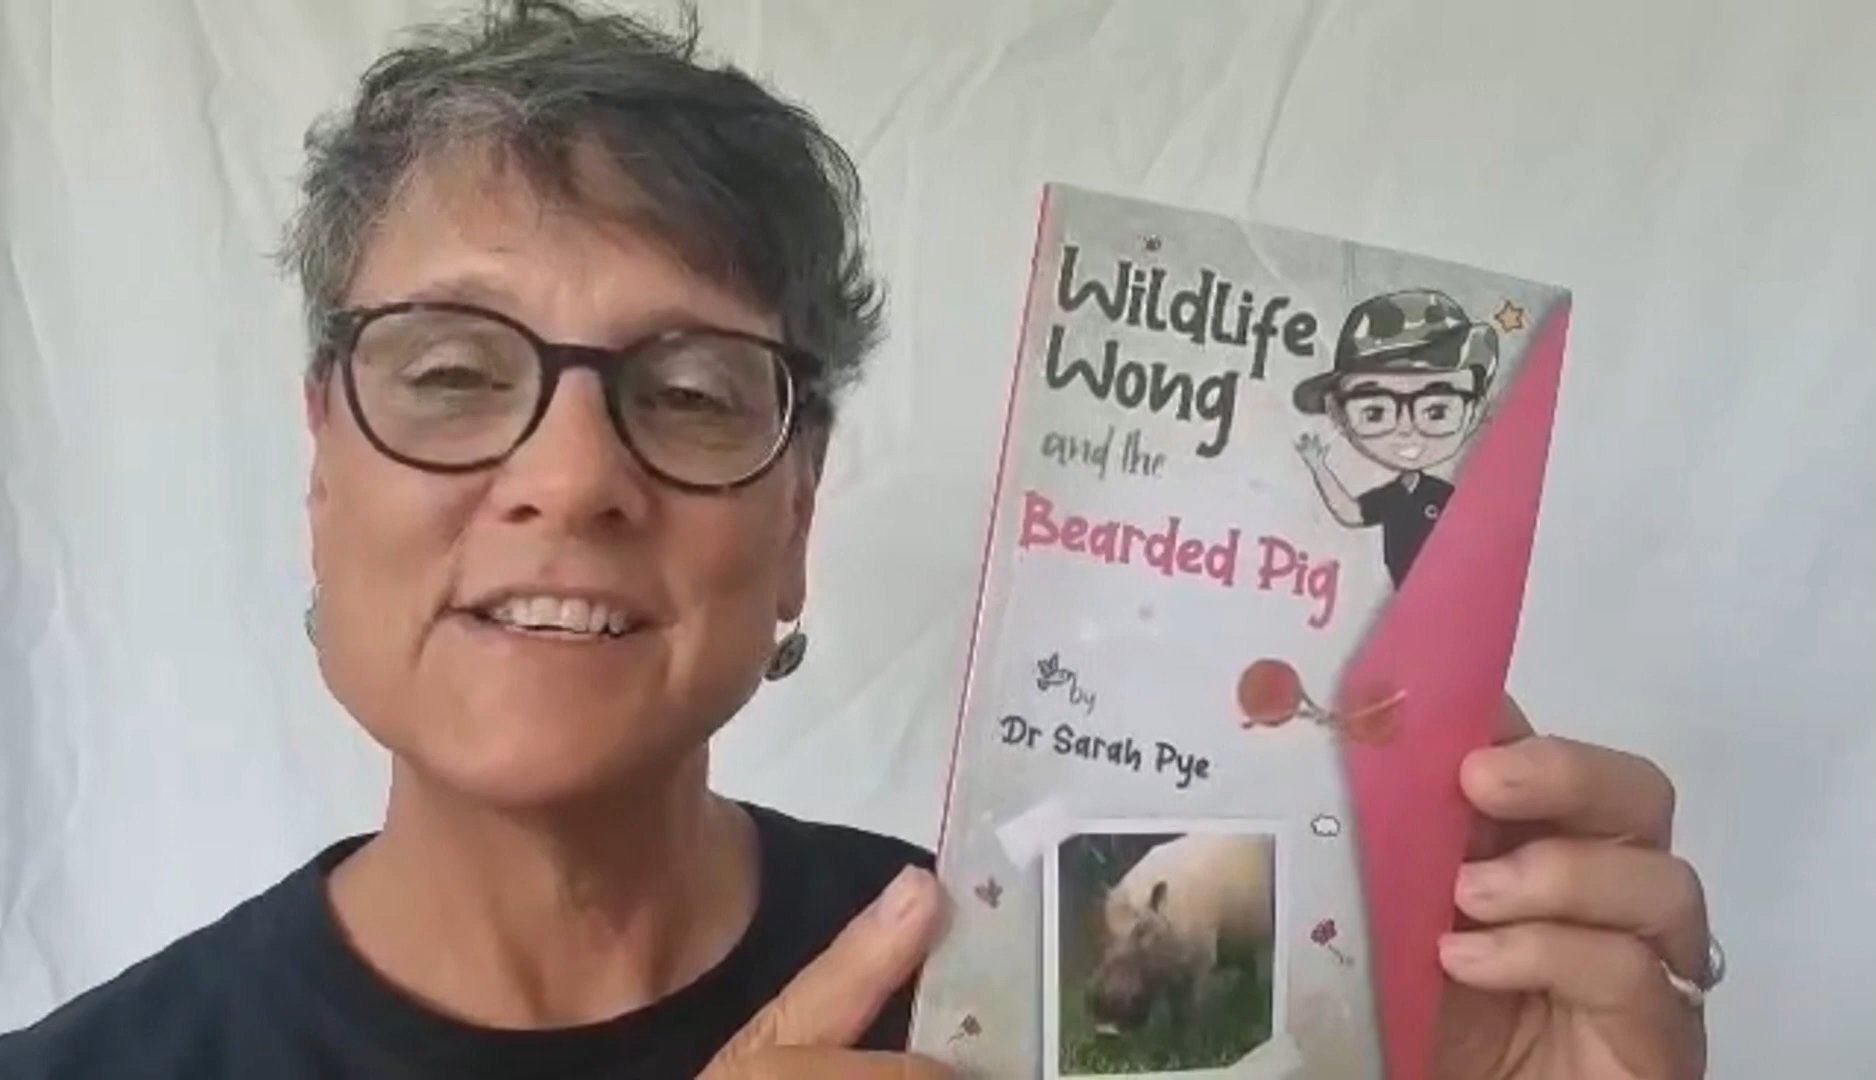 Wildlife
Wong
and the
Bearded Pig
by
Dr Sarah Pye